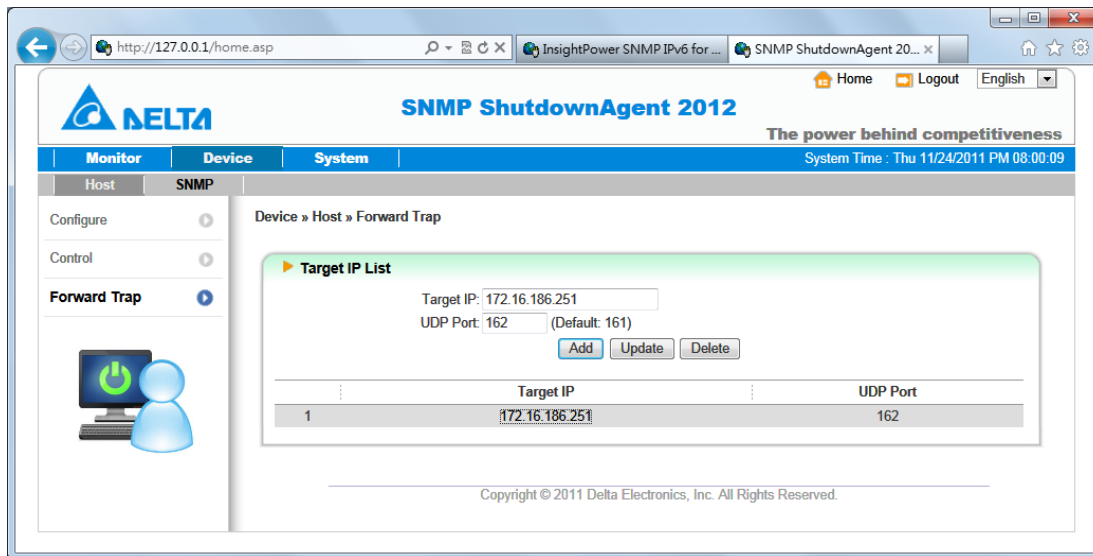 http://127.0.0.1/home.asp
InsightPower SNMP IPv6 for ...
SNMP ShutdownAgent 20...
Home Logout English
DELTA
SNMP ShutdownAgent 2012
The power behind competitiveness
Monitor Device System System Time : Thu 11/24/2011 PM 08:00:09
Host SNMP
Configure
Control
Forward Trap
Device » Host » Forward Trap
Target IP List
Target IP: 172.16.186.251
UDP Port: 162 (Default: 161)
Add Update Delete
Target IP UDP Port
1 172.16.186.251 162
Copyright © 2011 Delta Electronics, Inc. All Rights Reserved.